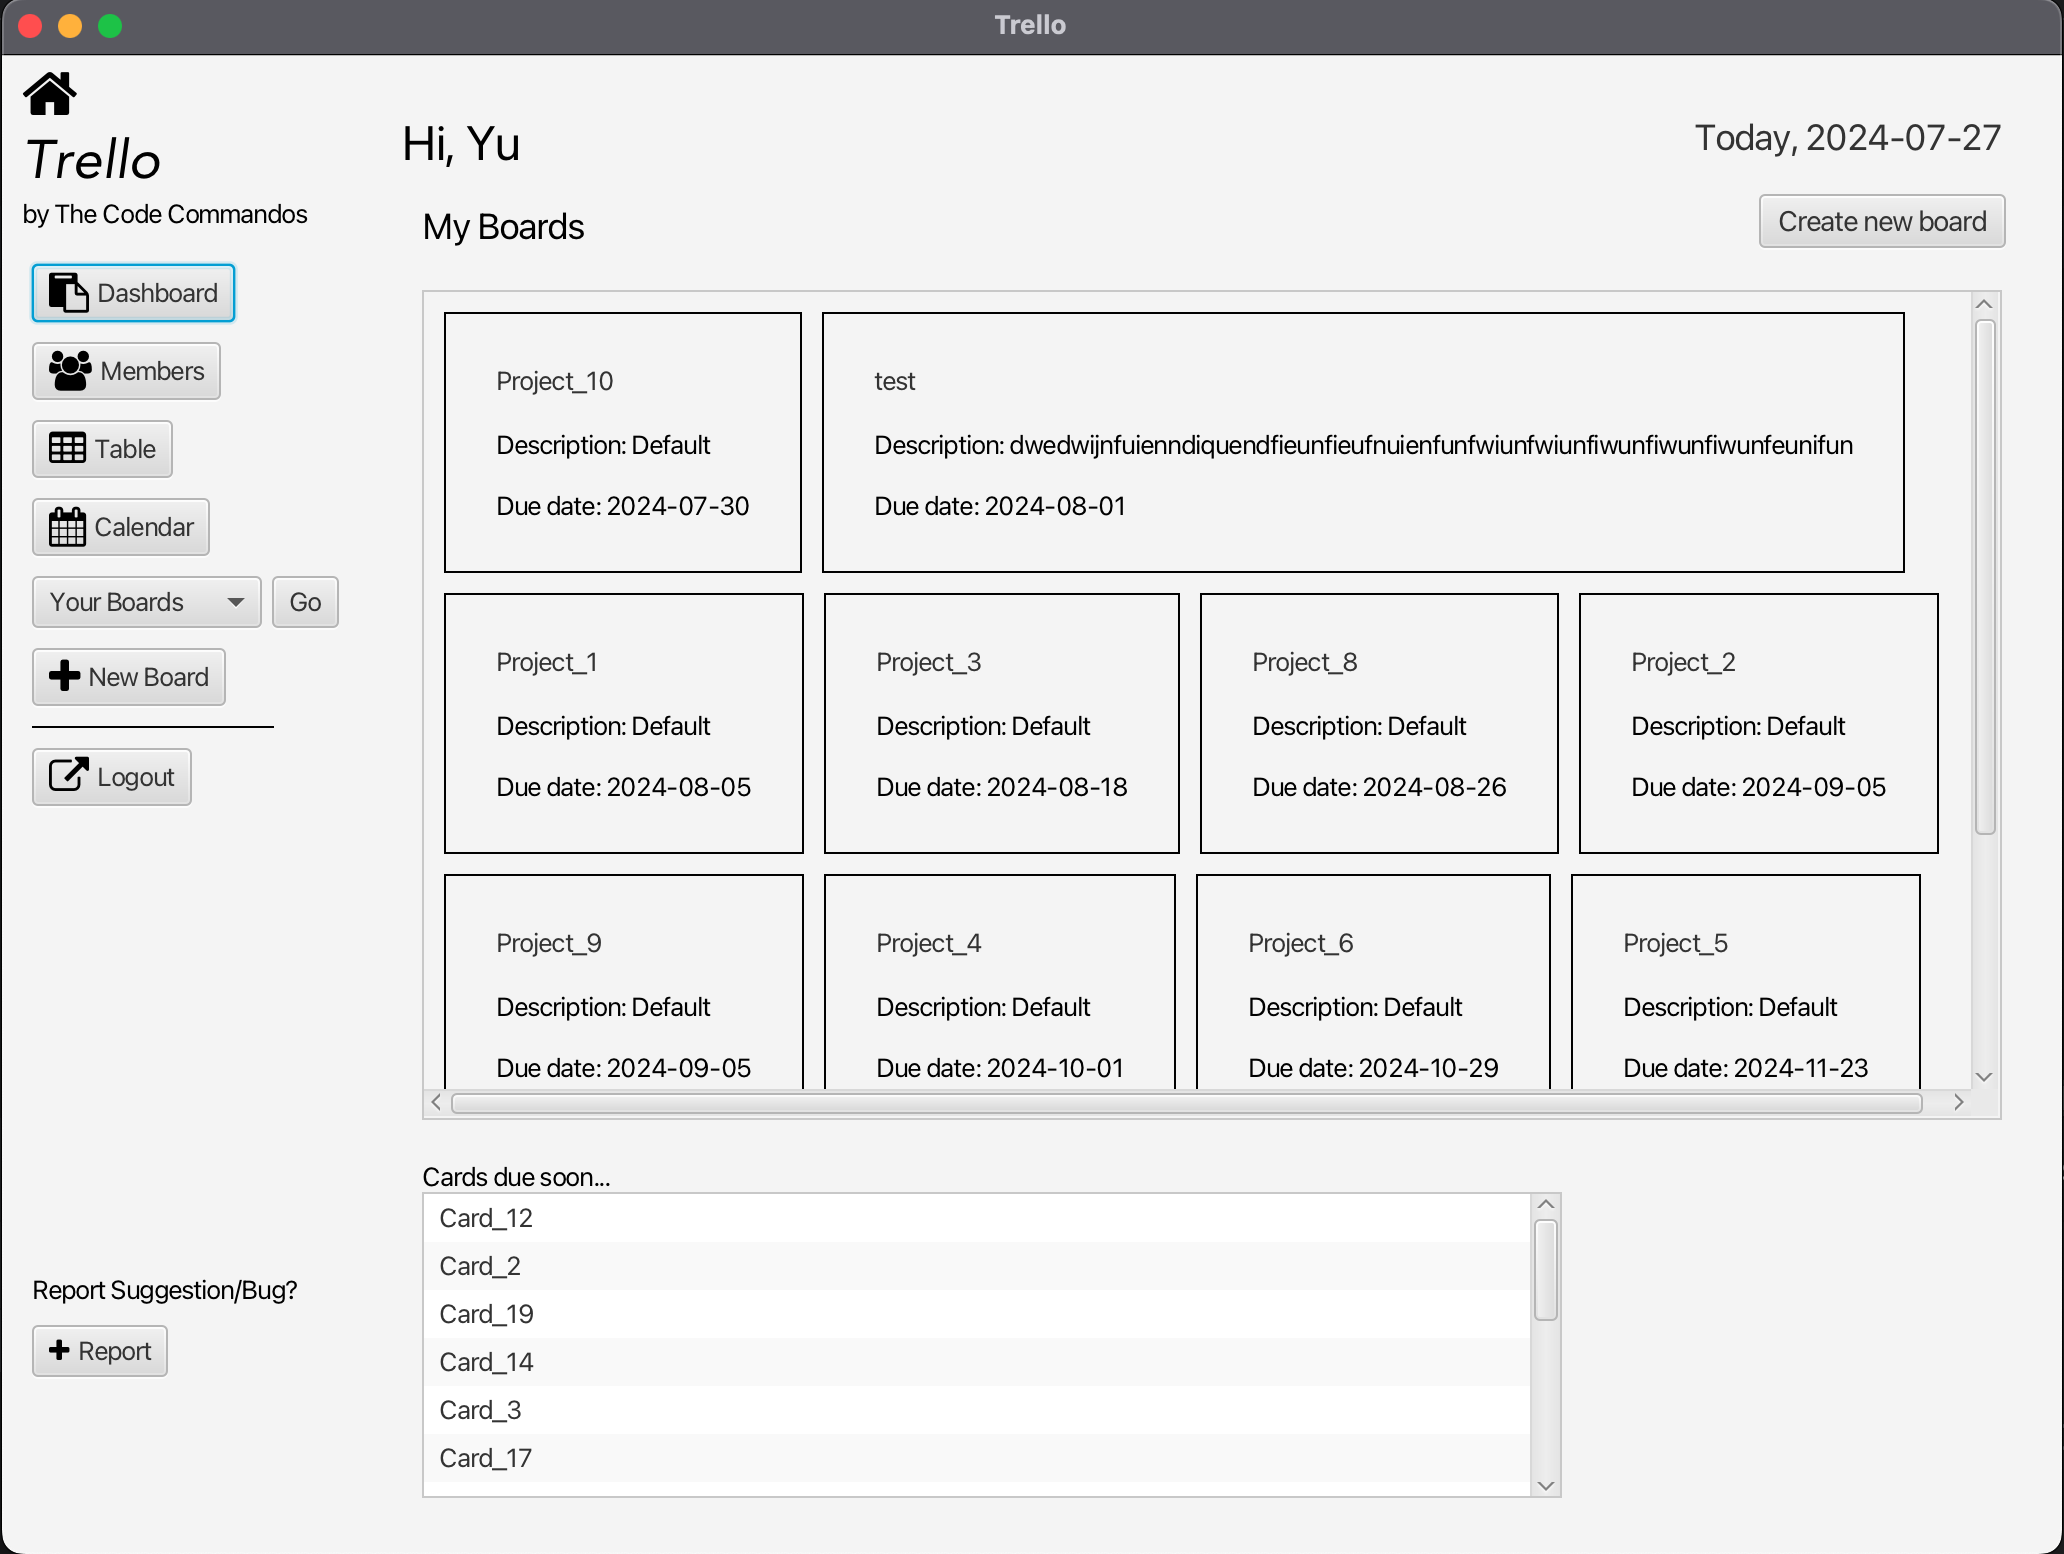 Trello
Trello
by The Code Commandos
Dashboard
Members
Table
Calendar
Your Boards
Go
New Board
Logout
Report Suggestion/Bug?
Report
Hi, Yu
Today, 2024-07-27
My Boards
Create new board
Project_10
Description: Default
Due date: 2024-07-30
test
Description: dwedwijnfuienndiquendfieunfieufnuienfunfwiunfwiunfiwunfiwunfiwunfeunifun
Due date: 2024-08-01
Project_1
Description: Default
Due date: 2024-08-05
Project_3
Description: Default
Due date: 2024-08-18
Project_8
Description: Default
Due date: 2024-08-26
Project_2
Description: Default
Due date: 2024-09-05
Project_9
Description: Default
Due date: 2024-09-05
Project_4
Description: Default
Due date: 2024-10-01
Project_6
Description: Default
Due date: 2024-10-29
Project_5
Description: Default
Due date: 2024-11-23
Cards due soon...
Card_12
Card_2
Card_19
Card_14
Card_3
Card_17